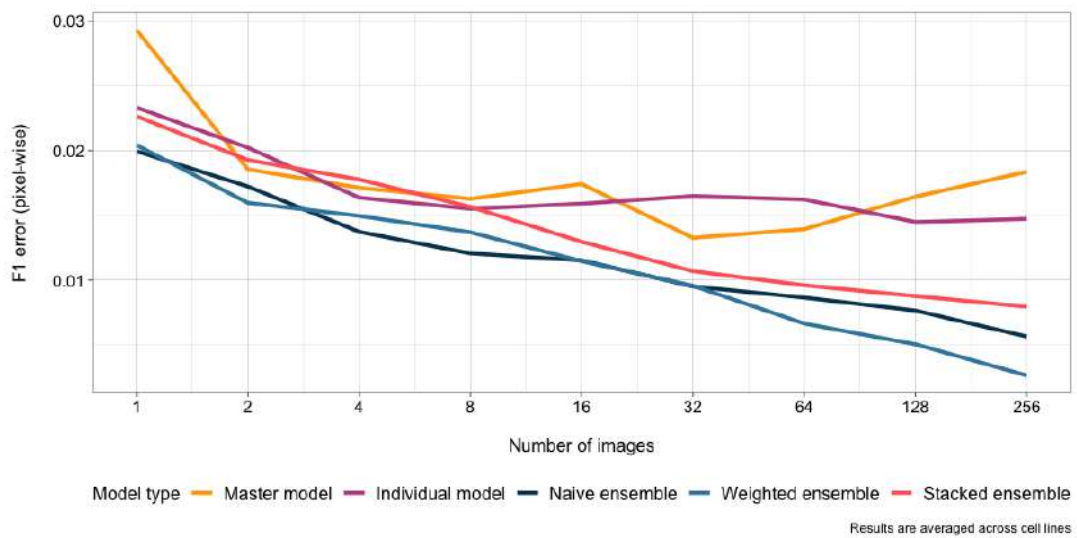 0.03
0.02
0.01
F1 error (pixel-wise)
1 2 4 8 16 32 64 128 256
Number of images
Model type Master model Individual model Naive ensemble Weighted ensemble Stacked ensemble
Results are averaged across cell lines